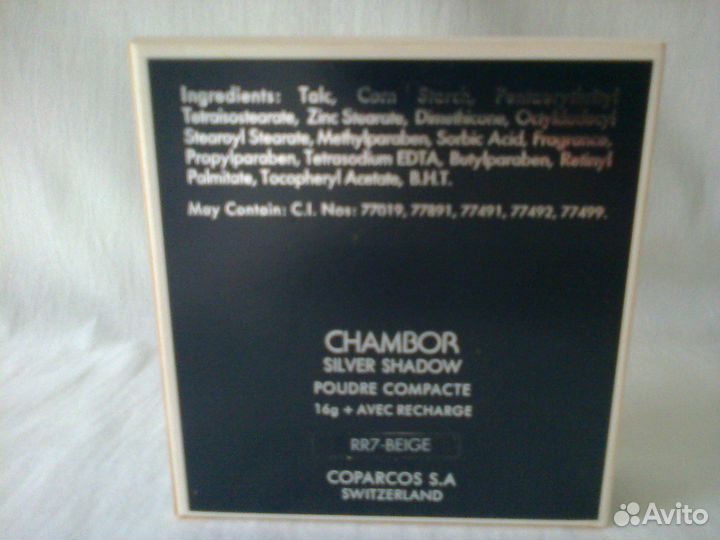 Ingredients: Talc, Corn Starch, Pentaerythrityl
Tetraisostearate, Zinc Stearate, Dimethicone, Octyldodecyl
Stearoyl Stearate, Methylparaben, Sorbic Acid, Fragrance,
Propylparaben, Tetrasodium EDTA, Butylparaben, Retinyl
Palmitate, Tocopheryl Acetate, B.H.T.
May Contain: C.I. Nos: 77019, 77891, 77491, 77492, 77499.
CHAMBOR
SILVER SHADOW
POUDRE COMPACTE
16g + AVEC RECHARGE
RR7-BEIGE
COPARCOS S.A
SWITZERLAND
Avito